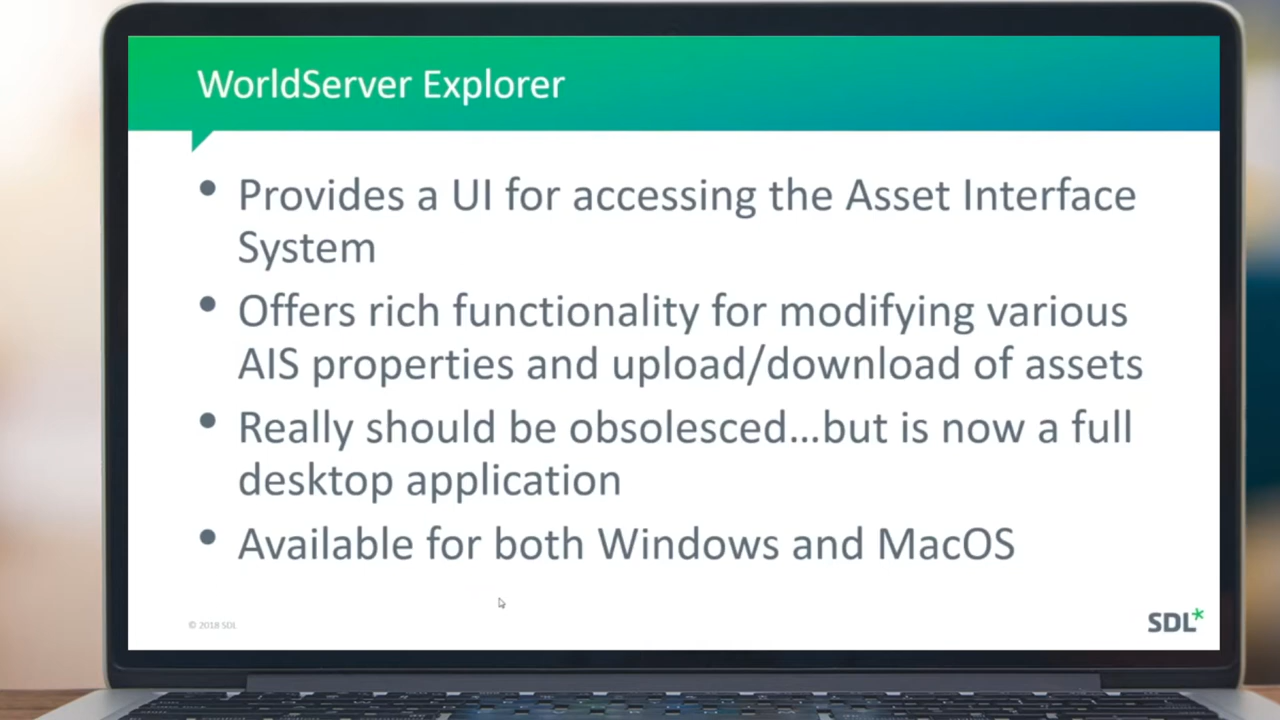 WorldServer Explorer
• Provides a UI for accessing the Asset Interface
System
• Offers rich functionality for modifying various
AIS properties and upload/download of assets
• Really should be obsolesced...but is now a full
desktop application
• Available for both Windows and MacOS
© 2018 SDL
SDL*